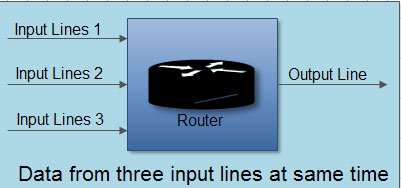 Input Lines 1
Input Lines 2
Output Line
Input Lines 3
Router
Data from three input lines at same time